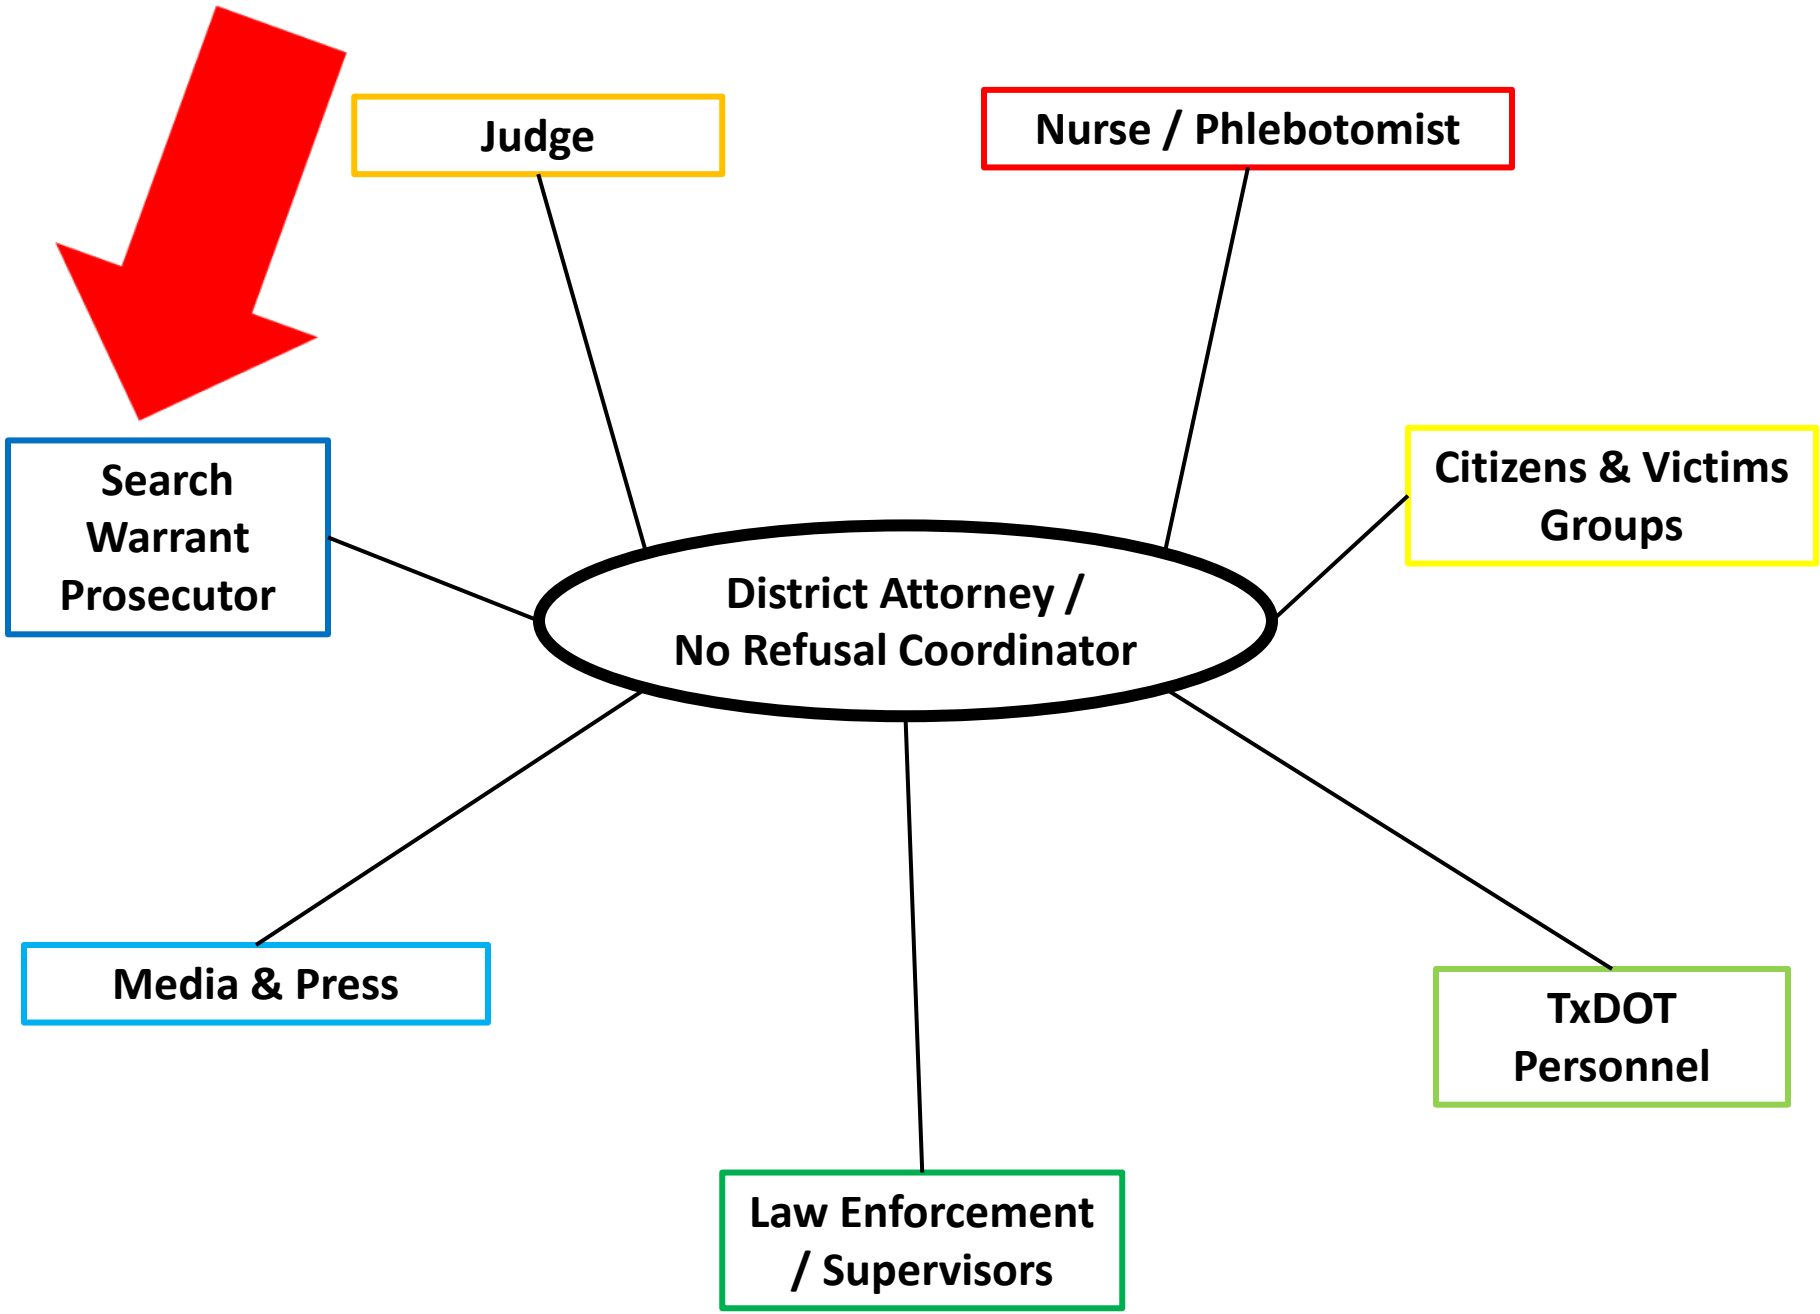 Judge
Nurse / Phlebotomist
Search
Warrant
Prosecutor
Citizens & Victims
Groups
District Attorney /
No Refusal Coordinator
Media & Press
TxDOT
Personnel
Law Enforcement
/ Supervisors